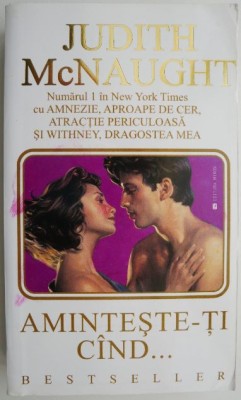 JUDITH
McNAUGHT
Numărul 1 în New York Times
cu AMNEZIE, APROAPE DE CER,
ATRACȚIE PERICULOASĂ
ȘI WITHNEY, DRAGOSTEA MEA
AMINTEȘTE-ȚI
CÎND...
BESTSELLER